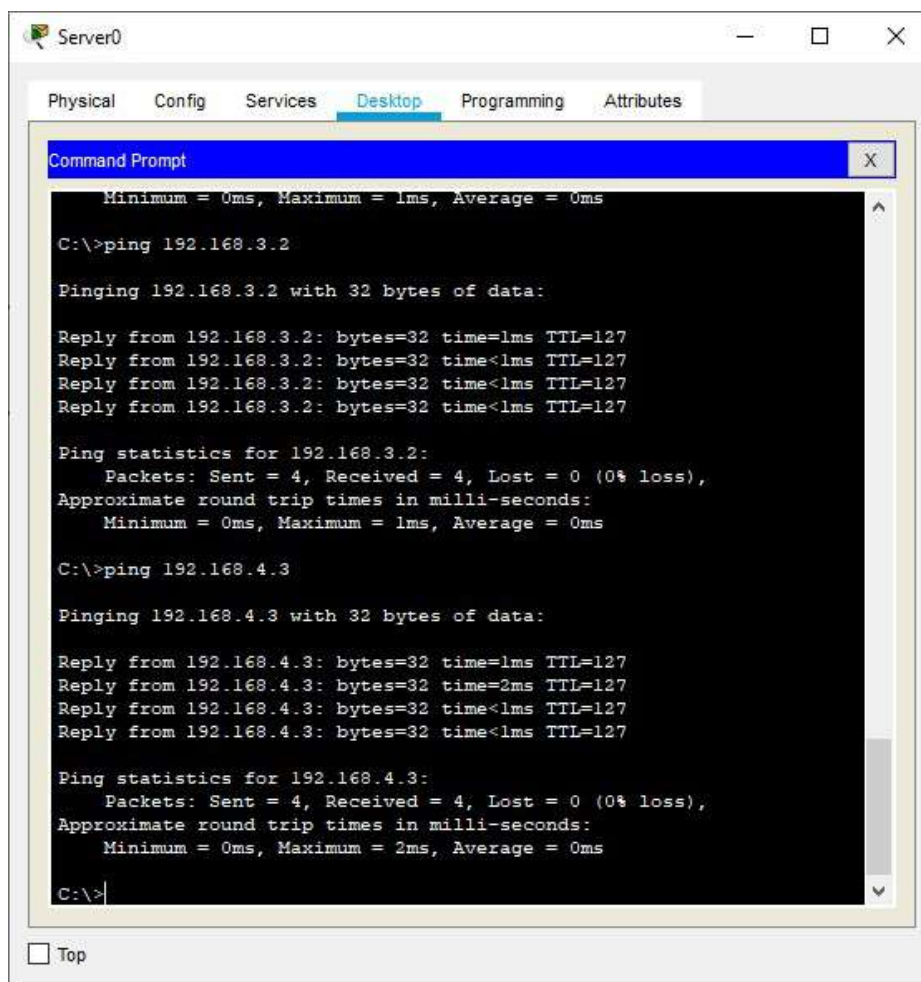 Server0
Physical Config Services Desktop Programming Attributes
Command Prompt X
Minimum = 0ms, Maximum = 1ms, Average = 0ms
C:\>ping 192.168.3.2
Pinging 192.168.3.2 with 32 bytes of data:
Reply from 192.168.3.2: bytes=32 time=1ms TTL=127
Reply from 192.168.3.2: bytes=32 time<1ms TTL=127
Reply from 192.168.3.2: bytes=32 time<1ms TTL=127
Reply from 192.168.3.2: bytes=32 time<1ms TTL=127
Ping statistics for 192.168.3.2:
Packets: Sent = 4, Received = 4, Lost = 0 (0% loss),
Approximate round trip times in milli-seconds:
Minimum = 0ms, Maximum = 1ms, Average = 0ms
C:\>ping 192.168.4.3
Pinging 192.168.4.3 with 32 bytes of data:
Reply from 192.168.4.3: bytes=32 time=1ms TTL=127
Reply from 192.168.4.3: bytes=32 time=2ms TTL=127
Reply from 192.168.4.3: bytes=32 time<1ms TTL=127
Reply from 192.168.4.3: bytes=32 time<1ms TTL=127
Ping statistics for 192.168.4.3:
Packets: Sent = 4, Received = 4, Lost = 0 (0% loss),
Approximate round trip times in milli-seconds:
Minimum = 0ms, Maximum = 2ms, Average = 0ms
C:\>
Top